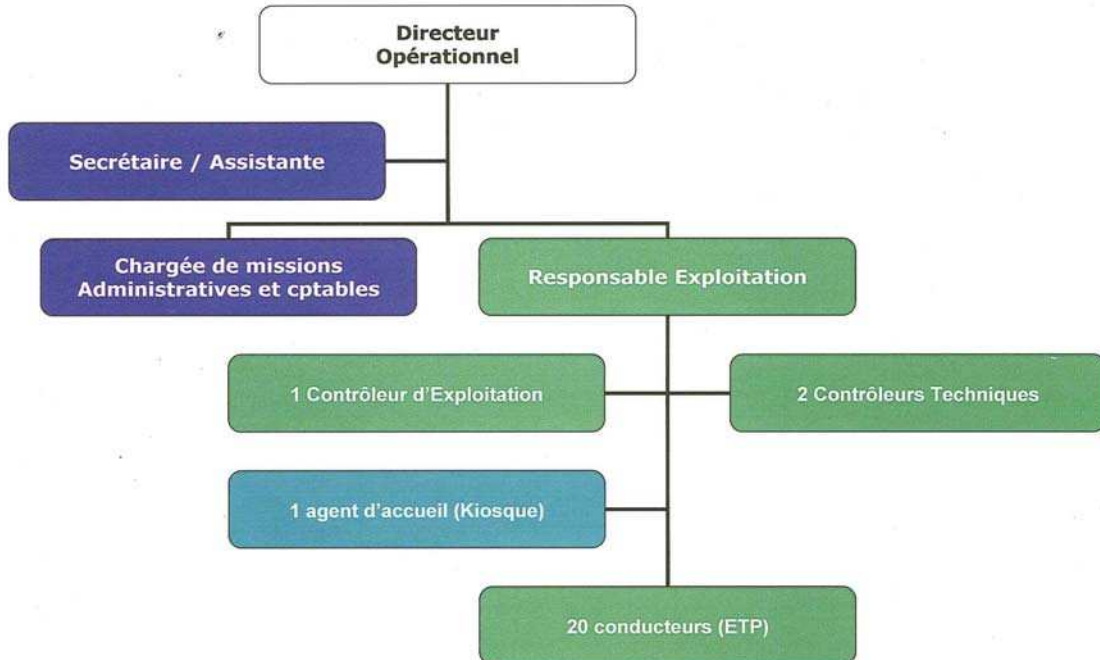 Directeur
Opérationnel
Secrétaire / Assistante
Chargée de missions
Administratives et cptables
Responsable Exploitation
1 Contrôleur d'Exploitation
2 Contrôleurs Techniques
1 agent d'accueil (Kiosque)
20 conducteurs (ETP)